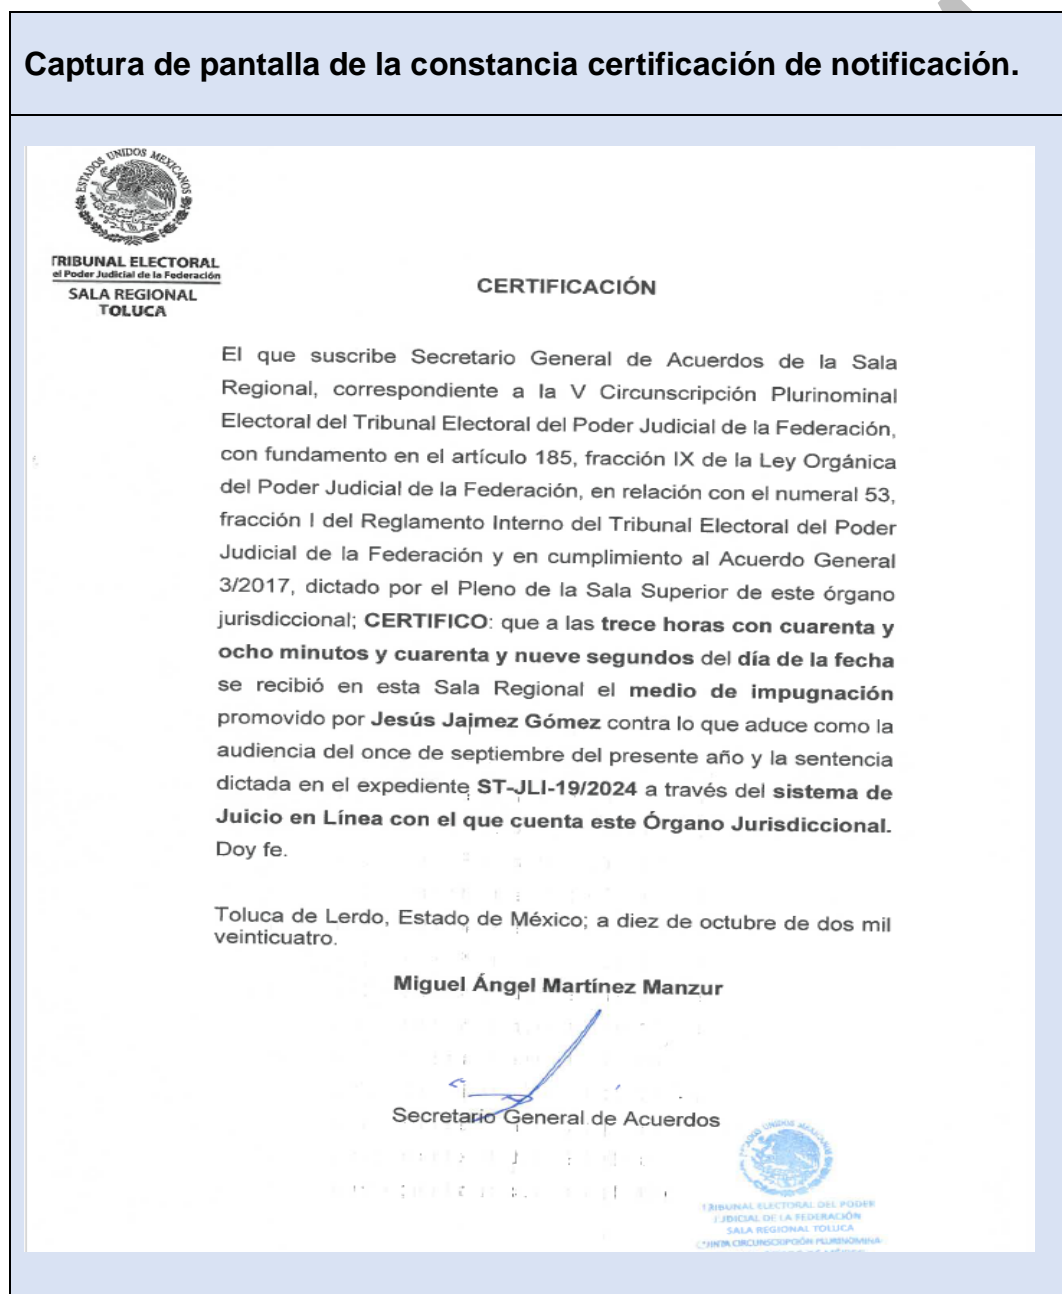 Captura de pantalla de la constancia certificación de notificación.
ESTADOS UNIDOS MEXICANOS
TRIBUNAL ELECTORAL
el Poder Judicial de la Federación
SALA REGIONAL
TOLUCA
CERTIFICACIÓN
El que suscribe Secretario General de Acuerdos de la Sala
Regional, correspondiente a la V Circunscripción Plurinominal
Electoral del Tribunal Electoral del Poder Judicial de la Federación,
con fundamento en el artículo 185, fracción IX de la Ley Orgánica
del Poder Judicial de la Federación, en relación con el numeral 53,
fracción I del Reglamento Interno del Tribunal Electoral del Poder
Judicial de la Federación y en cumplimiento al Acuerdo General
3/2017, dictado por el Pleno de la Sala Superior de este órgano
jurisdiccional; CERTIFICO: que a las trece horas con cuarenta y
ocho minutos y cuarenta y nueve segundos del día de la fecha
se recibió en esta Sala Regional el medio de impugnación
promovido por Jesús Jaimez Gómez contra lo que aduce como la
audiencia del once de septiembre del presente año y la sentencia
dictada en el expediente ST-JLI-19/2024 a través del sistema de
Juicio en Línea con el que cuenta este Órgano Jurisdiccional.
Doy fe.
Toluca de Lerdo, Estado de México; a diez de octubre de dos mil
veinticuatro.
Miguel Ángel Martínez Manzur
Secretario General de Acuerdos
ESTADOS UNIDOS MEXICANOS
TRIBUNAL ELECTORAL DEL PODER
JUDICIAL DE LA FEDERACIÓN
SALA REGIONAL TOLUCA
QUINTA CIRCUNSCRIPCIÓN PLURINOMINA